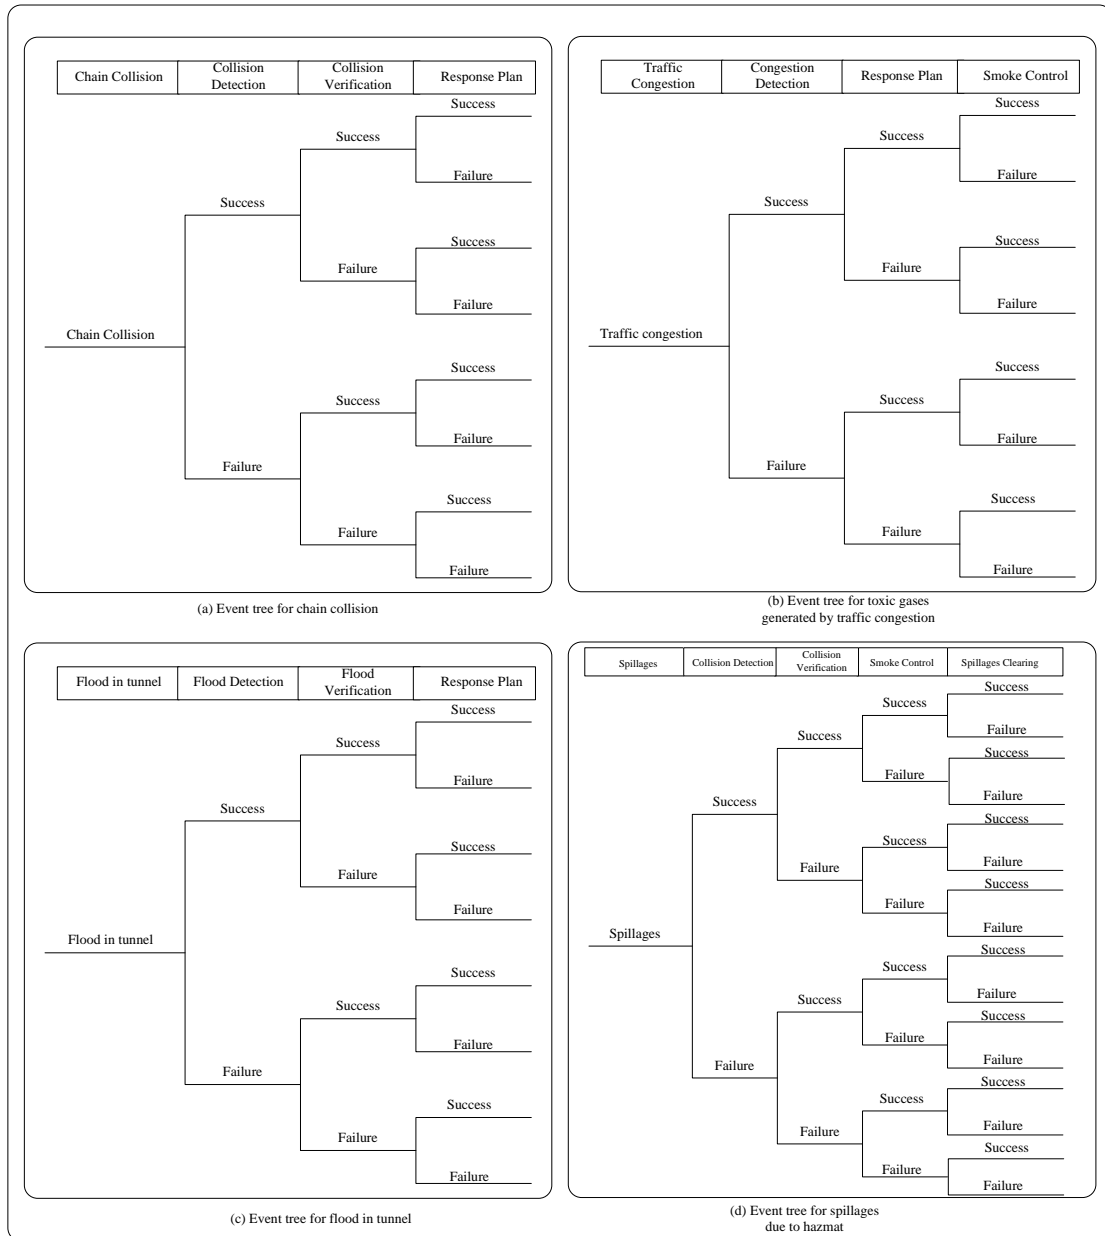 Chain Collision
Collision
Detection
Collision
Verification
Response Plan
Success
Success
Failure
Success
Success
Failure
Failure
Chain Collision
Success
Success
Failure
Failure
Success
Failure
Failure
(a) Event tree for chain collision
Traffic
Congestion
Congestion
Detection
Response Plan
Smoke Control
Success
Success
Failure
Success
Success
Failure
Failure
Traffic congestion
Success
Success
Failure
Failure
Success
Failure
Failure
(b) Event tree for toxic gases
generated by traffic congestion
Flood in tunnel
Flood Detection
Flood
Verification
Response Plan
Success
Success
Failure
Success
Success
Failure
Failure
Flood in tunnel
Success
Success
Failure
Failure
Success
Failure
Failure
(c) Event tree for flood in tunnel
Spillages
Collision Detection
Collision
Verification
Smoke Control
Spillages Clearing
Success
Success
Failure
Success
Success
Failure
Success
Failure
Success
Success
Failure
Failure
Success
Failure
Failure
Spillages
Success
Success
Failure
Success
Success
Failure
Failure
Failure
Success
Success
Failure
Failure
Success
Failure
Failure
(d) Event tree for spillages
due to hazmat